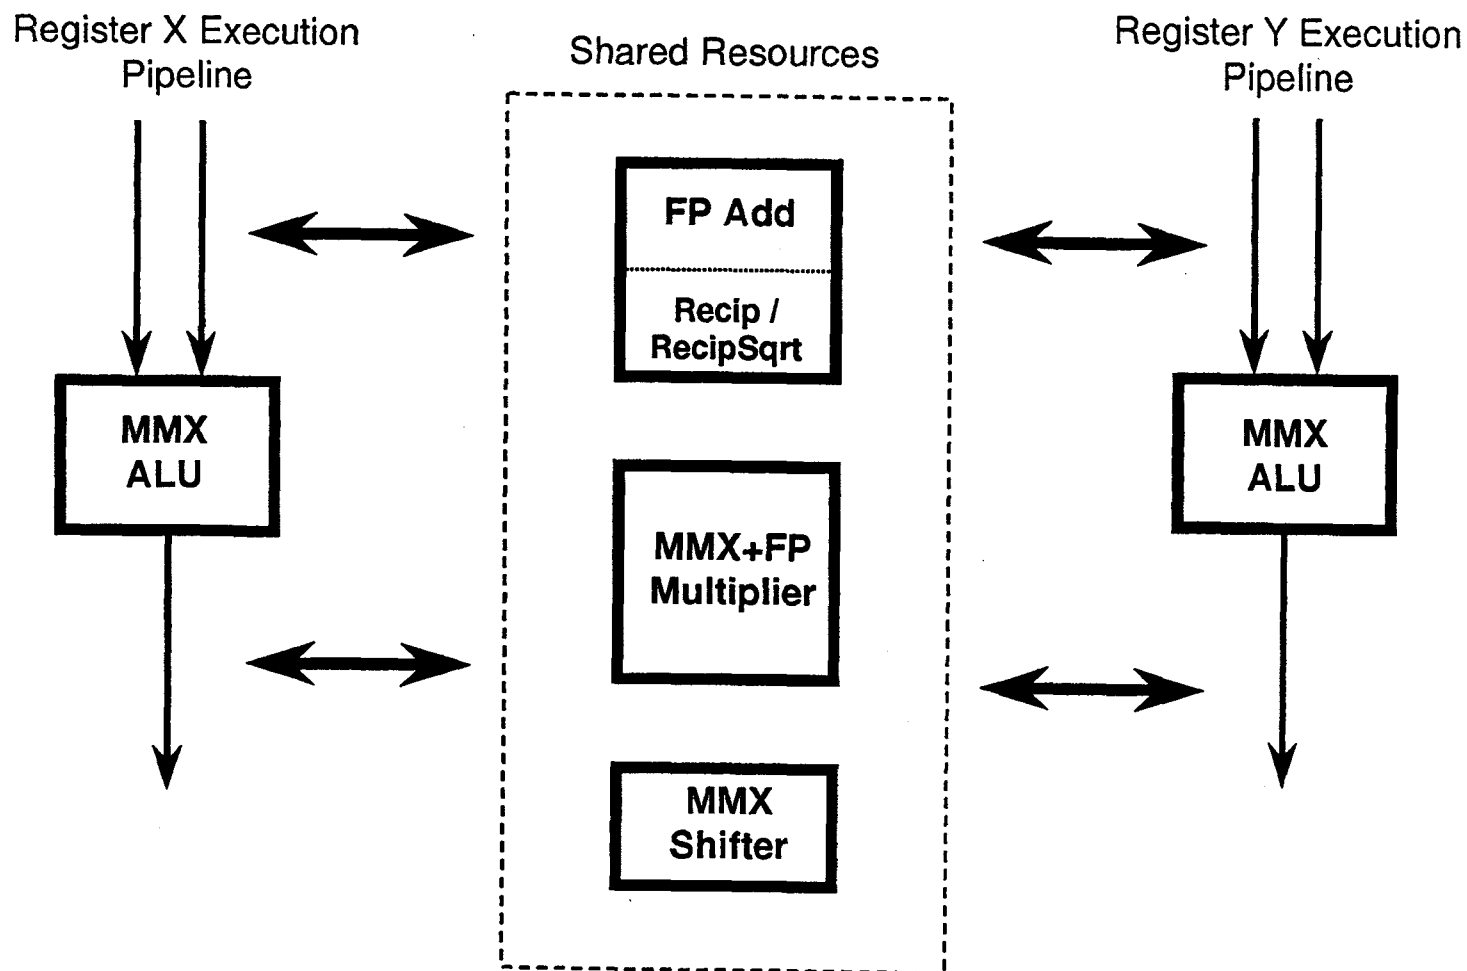 Register X Execution
Pipeline
Shared Resources
Register Y Execution
Pipeline
FP Add
Recip /
RecipSqrt
MMX
ALU
MMX+FP
Multiplier
MMX
Shifter
MMX
ALU